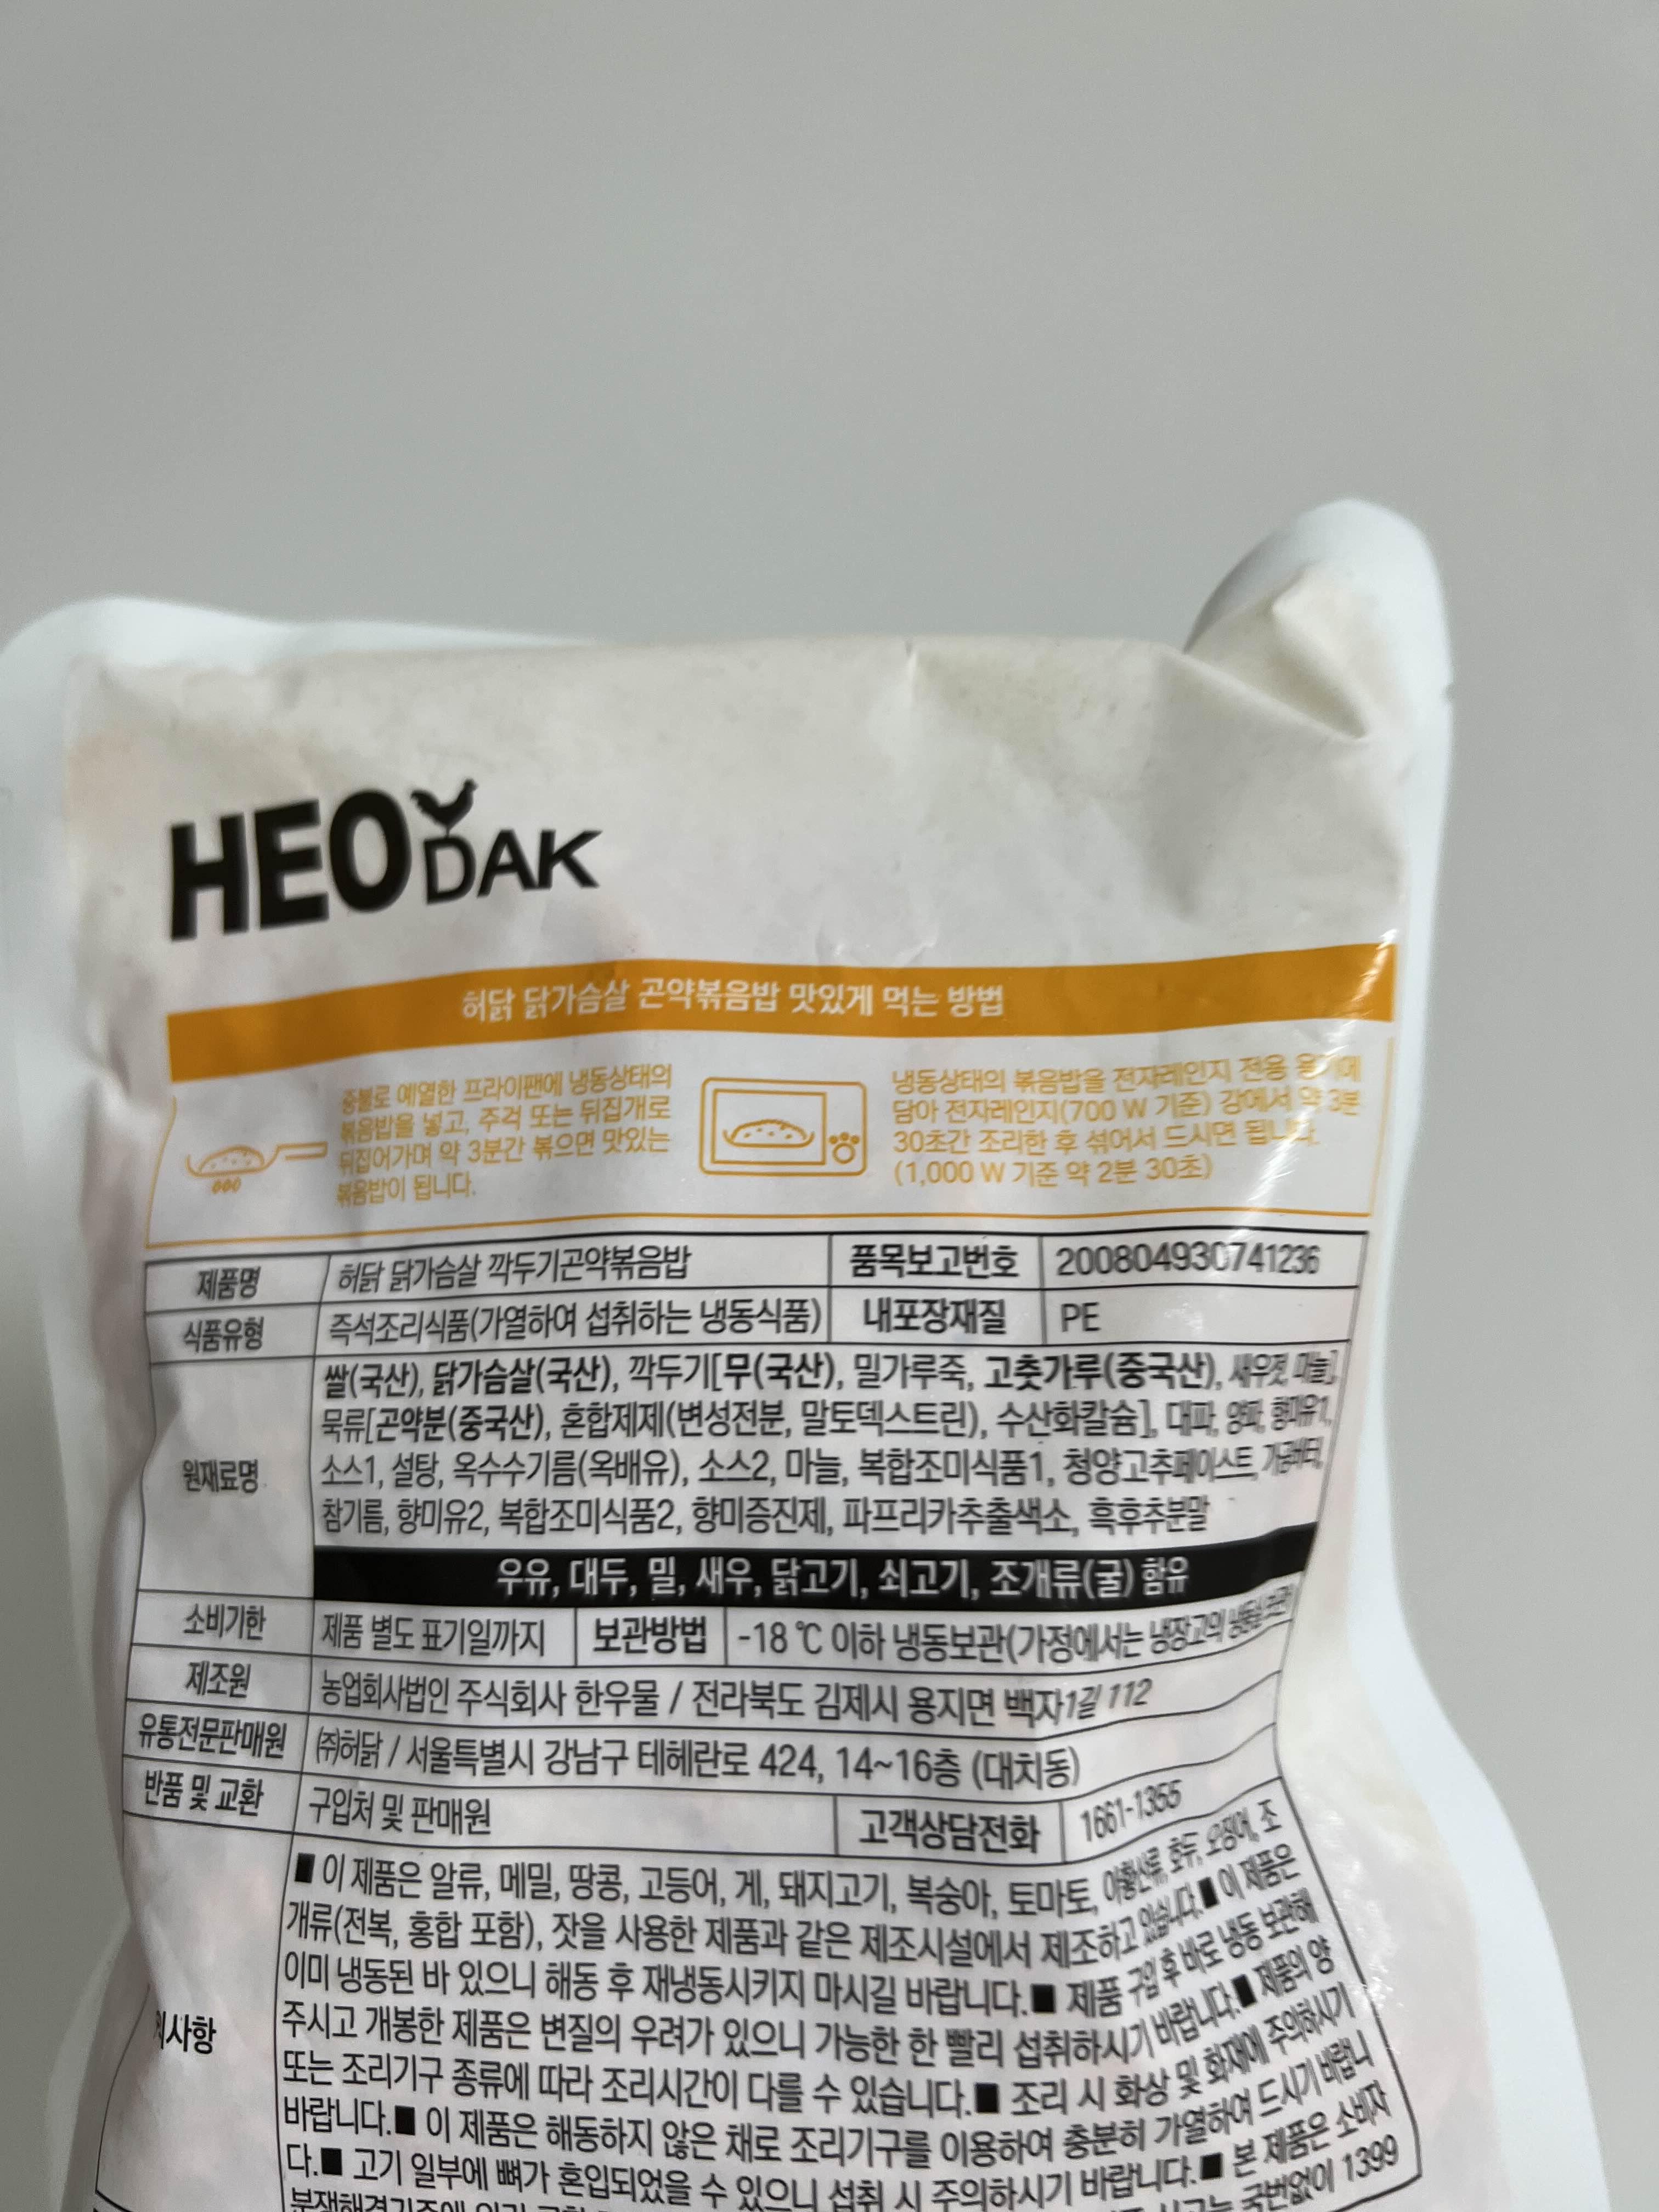 HEO DAK
허닭 닭가슴살 곤약볶음밥 맛있게 먹는 방법
중불로 예열한 프라이팬에 냉동상태의
볶음밥을 넣고, 주걱 또는 뒤집개로
뒤집어가며 약 3분간 볶으면 맛있는
볶음밥이 됩니다.
냉동상태의 볶음밥을 전자레인지 전용 용기에
담아 전자레인지(700 W 기준) 강에서 약 3분
30초간 조리한 후 섞어서 드시면 됩니다.
(1,000 W 기준 약 2분 30초)
제품명 허닭 닭가슴살 깍두기곤약볶음밥 품목보고번호 200804930741236
식품유형 즉석조리식품(가열하여 섭취하는 냉동식품) 내포장재질 PE
원재료명
쌀(국산), 닭가슴살(국산), 깍두기[무(국산), 밀가루죽, 고춧가루(중국산), 새우젓, 마늘],
묵류[곤약분(중국산), 혼합제제(변성전분, 말토덱스트린), 수산화칼슘], 대파, 양파, 향미유1,
소스1, 설탕, 옥수수기름(옥배유), 소스2, 마늘, 복합조미식품1, 청양고추페이스트, 가공버터,
참기름, 향미유2, 복합조미식품2, 향미증진제, 파프리카추출색소, 흑후추분말
우유, 대두, 밀, 새우, 닭고기, 쇠고기, 조개류(굴) 함유
소비기한 제품 별도 표기일까지 보관방법 -18 ℃ 이하 냉동보관(가정에서는 냉장고의 냉동실 보관)
제조원 농업회사법인 주식회사 한우물 / 전라북도 김제시 용지면 백자1길 112
유통전문판매원 ㈜허닭 / 서울특별시 강남구 테헤란로 424, 14~16층 (대치동)
반품 및 교환 구입처 및 판매원 고객상담전화 1661-1355
■ 이 제품은 알류, 메밀, 땅콩, 고등어, 게, 돼지고기, 복숭아, 토마토, 아황산류, 호두, 오징어, 조
개류(전복, 홍합 포함), 잣을 사용한 제품과 같은 제조시설에서 제조하고 있습니다.■ 이 제품은
이미 냉동된 바 있으니 해동 후 재냉동시키지 마시길 바랍니다.■ 제품 구입 후 바로 냉동 보관해
주시고 개봉한 제품은 변질의 우려가 있으니 가능한 한 빨리 섭취하시기 바랍니다.■ 제품의 양
또는 조리기구 종류에 따라 조리시간이 다를 수 있습니다.■ 조리 시 화상 및 화재에 주의하시기
바랍니다.■ 이 제품은 해동하지 않은 채로 조리기구를 이용하여 충분히 가열하여 드시기 바랍니
다.■ 고기 일부에 뼈가 혼입되었을 수 있으니 섭취 시 주의하시기 바랍니다.■ 본 제품은 소비자
국번없이 1399